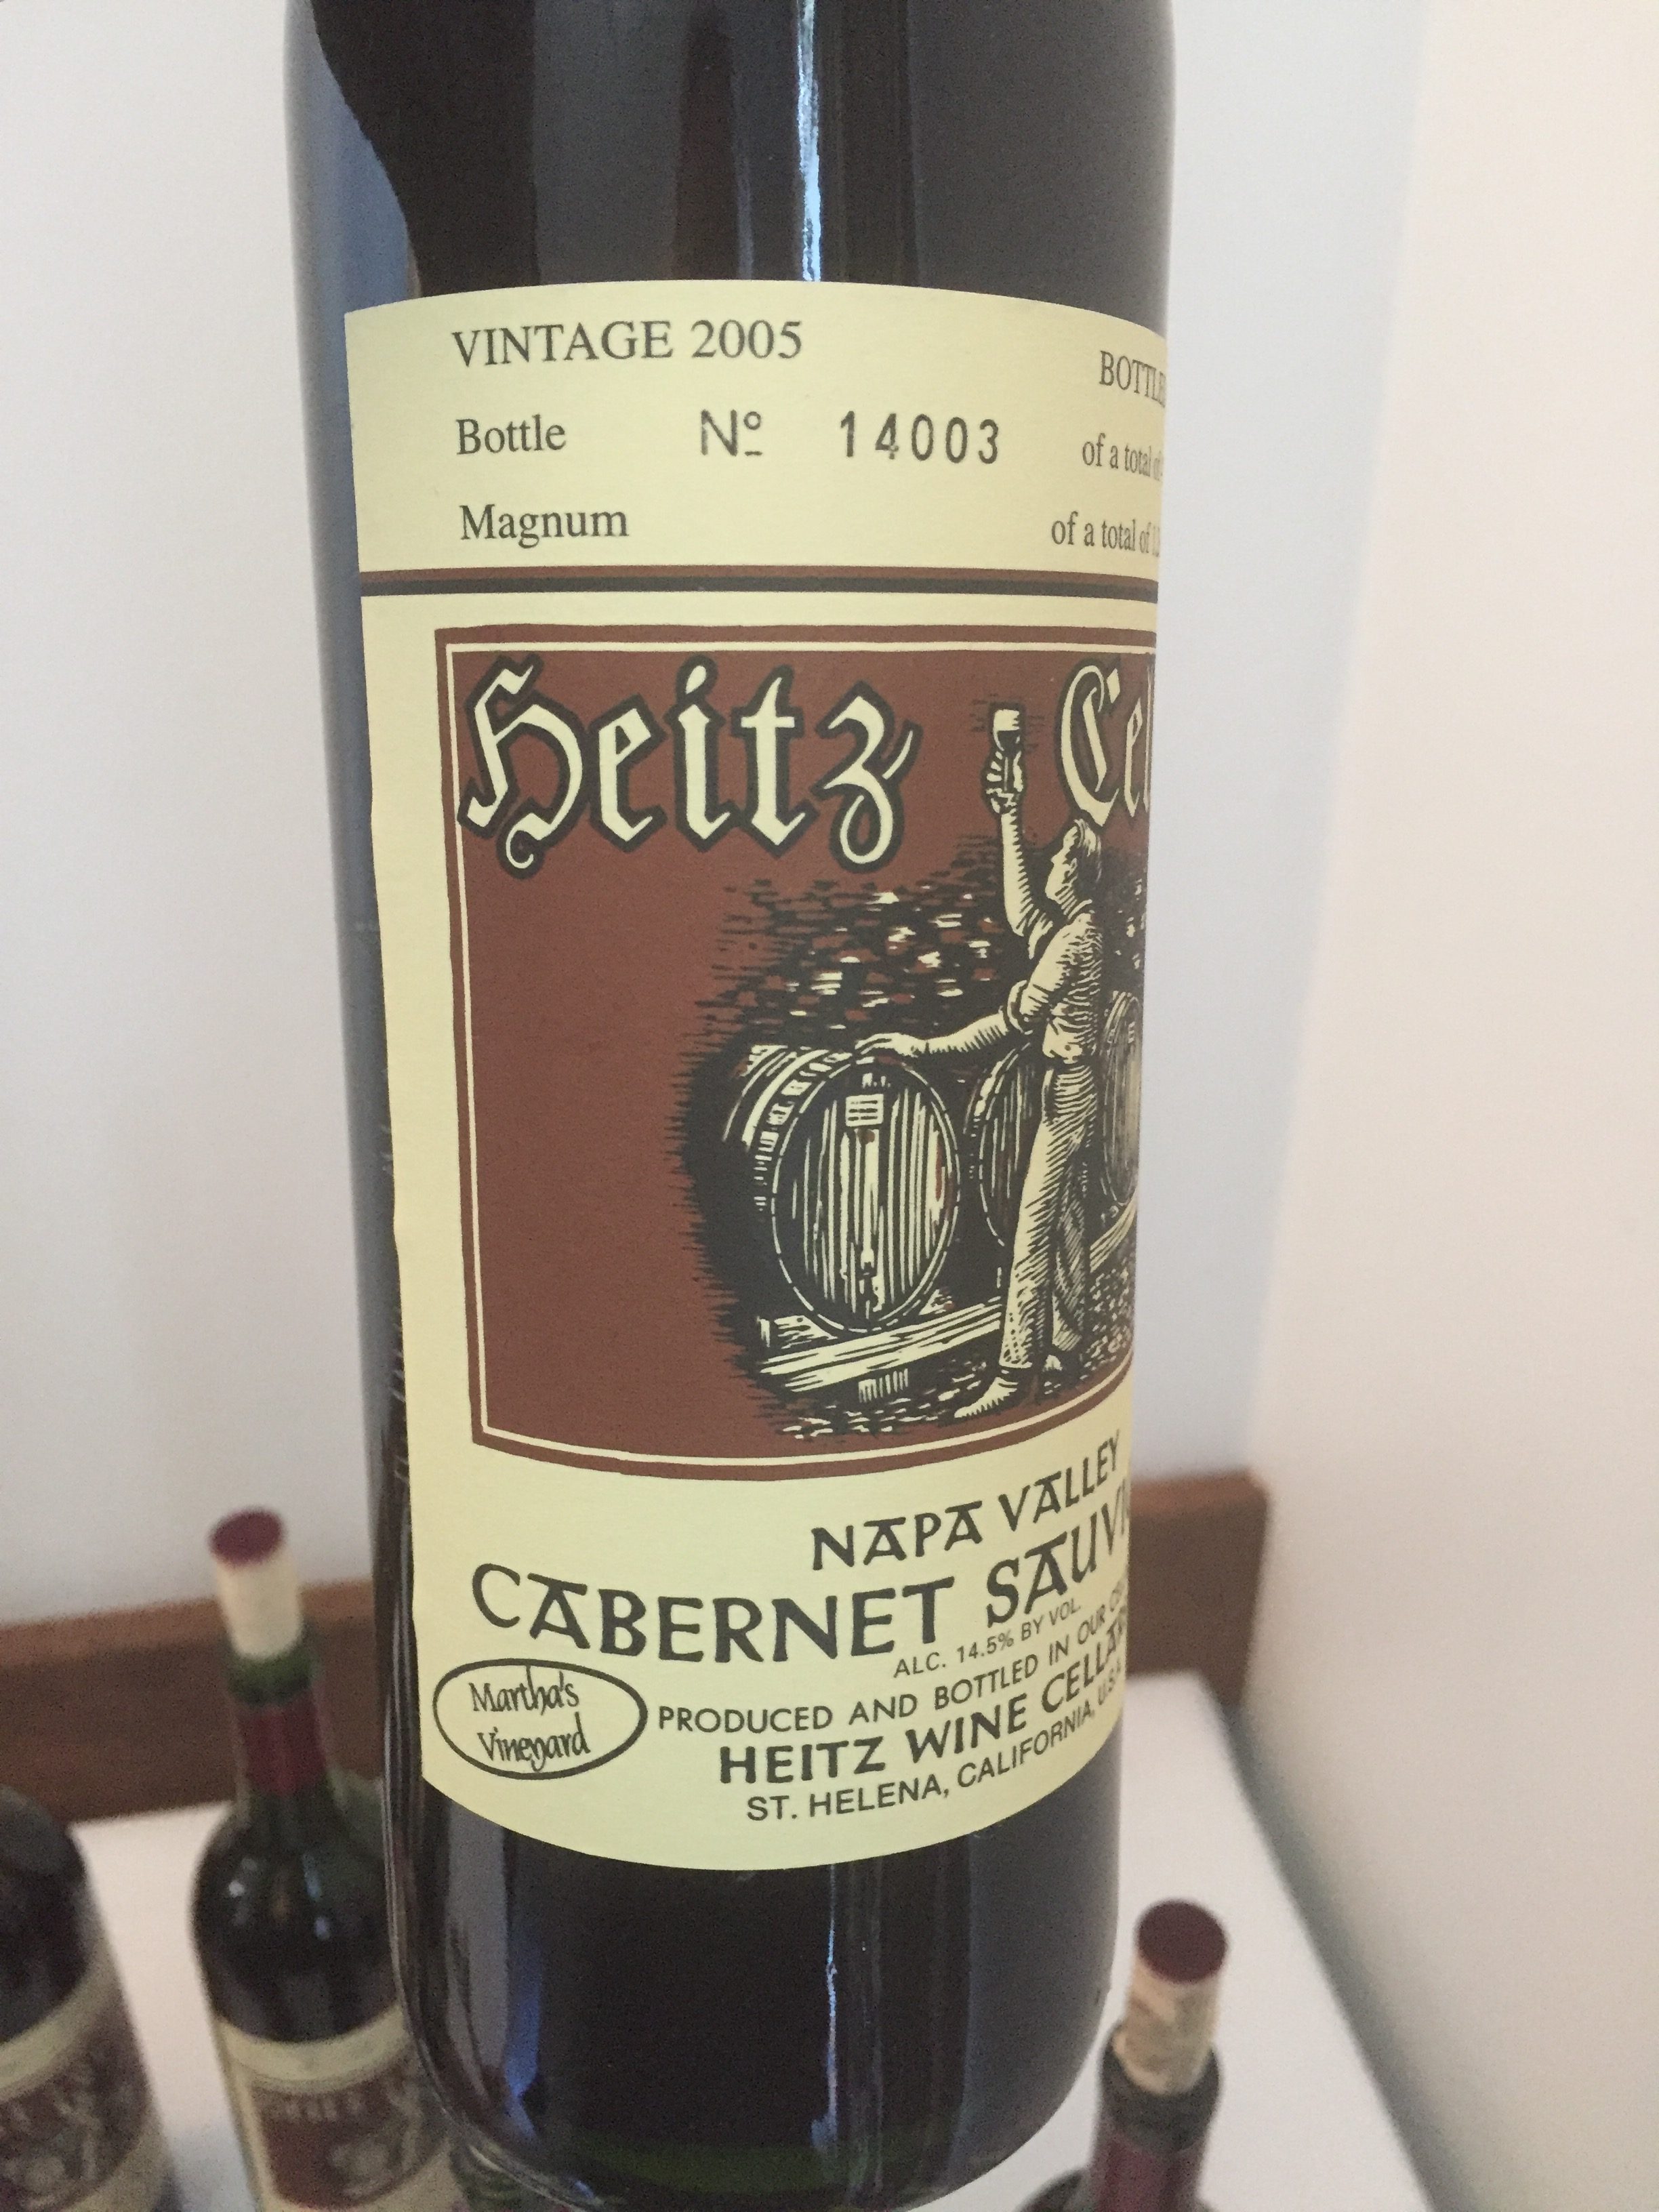 VINTAGE 2005
Bottle Nº 14003
of a total
Magnum
of a total of
Heitz
NAPA VALLEY
CABERNET
ALC. 14.5% BY VOL.
PRODUCED AND BOTTLED IN OUR
Martha's
Vineyard
HEITZ WINE
ST. HELENA, CALIFORNIA, U.S.A.